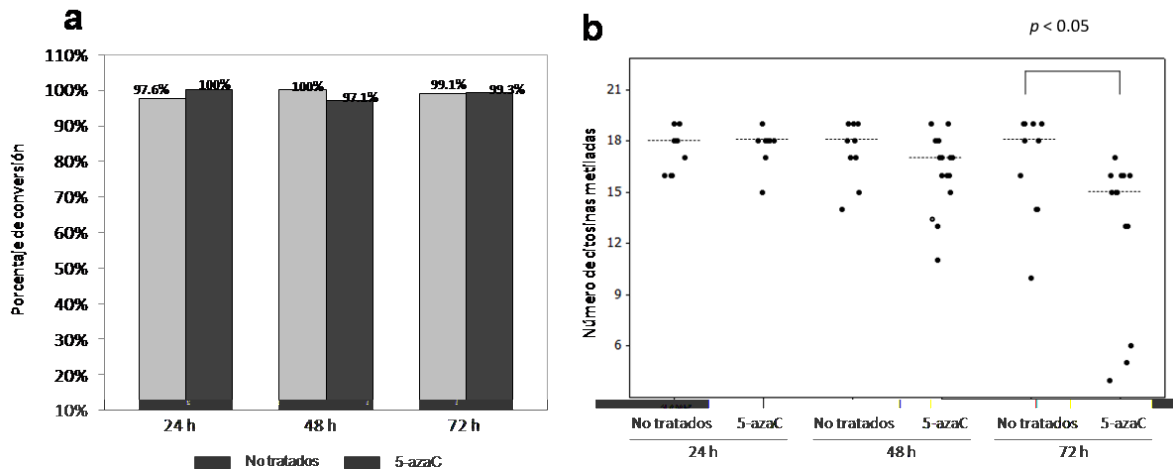 a
Porcentaje de conversión
110%
100%
90%
80%
70%
60%
50%
40%
30%
20%
10%
97.6%
100%
100%
97.1%
99.1%
99.3%
24 h
48 h
72 h
No tratados
5-azaC
b
p < 0.05
Número de citosinas metiladas
21
18
15
12
9
6
No tratados
5-azaC
No tratados
5-azaC
No tratados
5-azaC
24 h
48 h
72 h